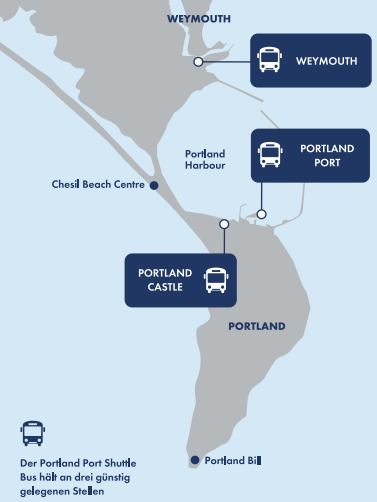 WEYMOUTH
WEYMOUTH
PORTLAND
PORT
Portland
Harbour
Chesil Beach Centre
PORTLAND
CASTLE
PORTLAND
Portland Bill
Der Portland Port Shuttle
Bus hält an drei günstig
gelegenen Stellen